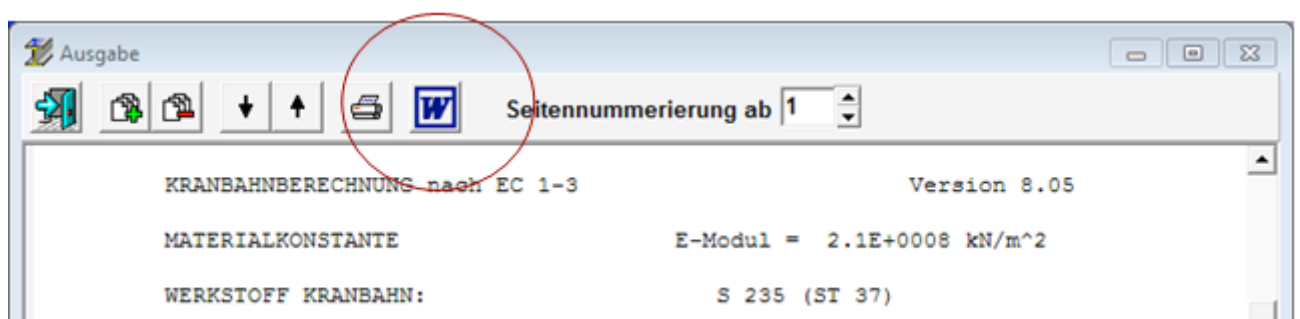 Ausgabe
W Seitennummerierung ab 1
KRANBAHNBERECHNUNG nach EC 1-3 Version 8.05
MATERIALKONSTANTE E-Modul = 2.1E+0008 kN/m^2
WERKSTOFF KRANBAHN: S 235 (ST 37)